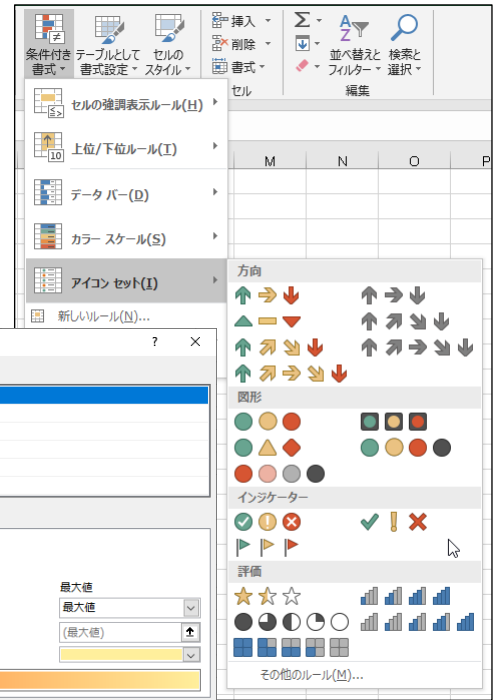 条件付き
書式
テーブルとして
書式設定
セルの
スタイル
挿入
削除
書式
セル
並べ替えと
フィルター
検索と
選択
編集
セルの強調表示ルール(H)
上位/下位ルール(T)
データ バー(D)
カラー スケール(S)
アイコン セット(I)
新しいルール(N)...
M N O P
方向
図形
インジケーター
評価
その他のルール(M)...
? ×
最大値
最大値
(最大値)